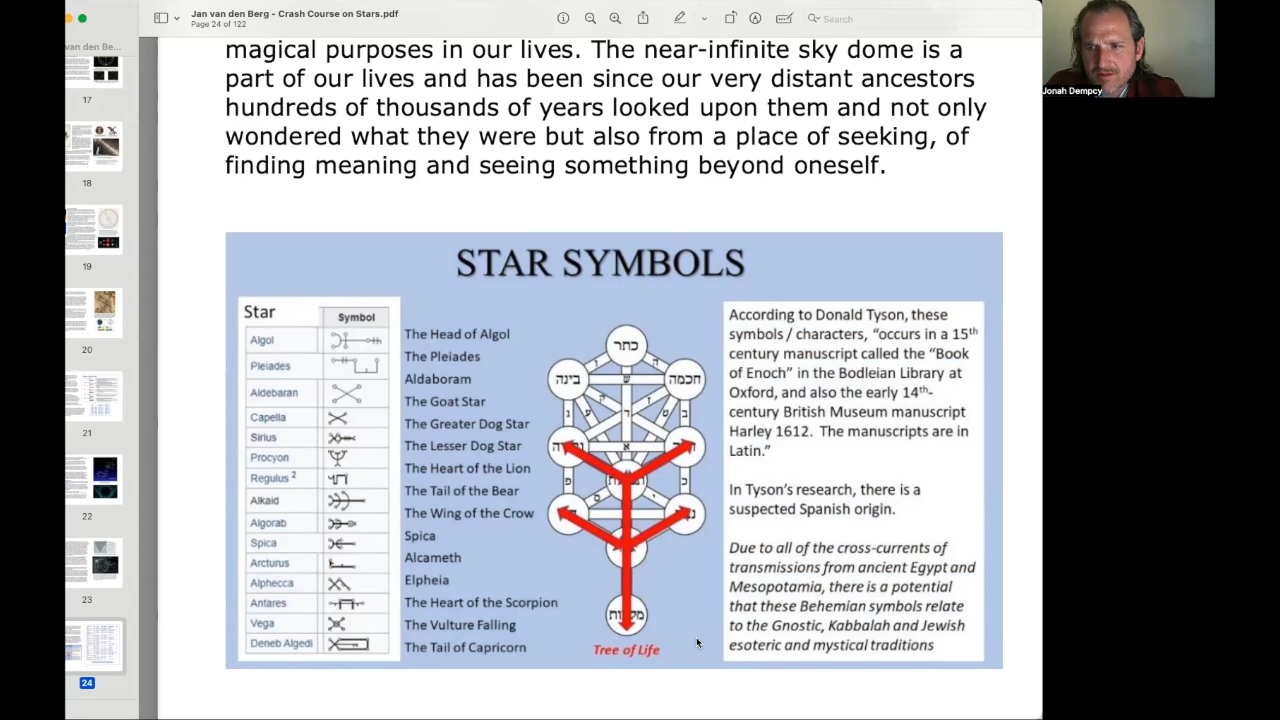 Jan van den Berg - Crash Course on Stars.pdf
Page 24 of 122
Search
van den Be...
17
18
19
20
21
22
23
24
Jonah Dempcy
magical purposes in our lives. The near-infinite sky dome is a
part of our lives and has been since our very distant ancestors
hundreds of thousands of years looked upon them and not only
wondered what they were but also from a place of seeking, of
finding meaning and seeing something beyond oneself.
STAR SYMBOLS
Star Symbol
Algol
Pleiades
Aldebaran
Capella
Sirius
Procyon
Regulus 2
Alkaid
Algorab
Spica
Arcturus
Alphecca
Antares
Vega
Deneb Algedi
The Head of Algol
The Pleiades
Aldaboram
The Goat Star
The Greater Dog Star
The Lesser Dog Star
The Heart of the Lion
The Tail of the Bear
The Wing of the Crow
Spica
Alcameth
Elpheia
The Heart of the Scorpion
The Vulture Falling
The Tail of Capricorn
כתר
בינה
חכמה
ש
א
Tree of Life
According to Donald Tyson, these
symbols / characters, “occurs in a 15th
century manuscript called the “Book
of Enoch” in the Bodleian Library at
Oxford, and also the early 14th-
century British Museum manuscript
Harley 1612. The manuscripts are in
Latin.”
In Tyson’s research, there is a
suspected Spanish origin.
Due to all of the cross-currents of
transmissions from ancient Egypt and
Mesopotamia, there is a potential
that these Behemian symbols relate
to the Gnostic, Kabbalah and Jewish
esoteric and mystical traditions